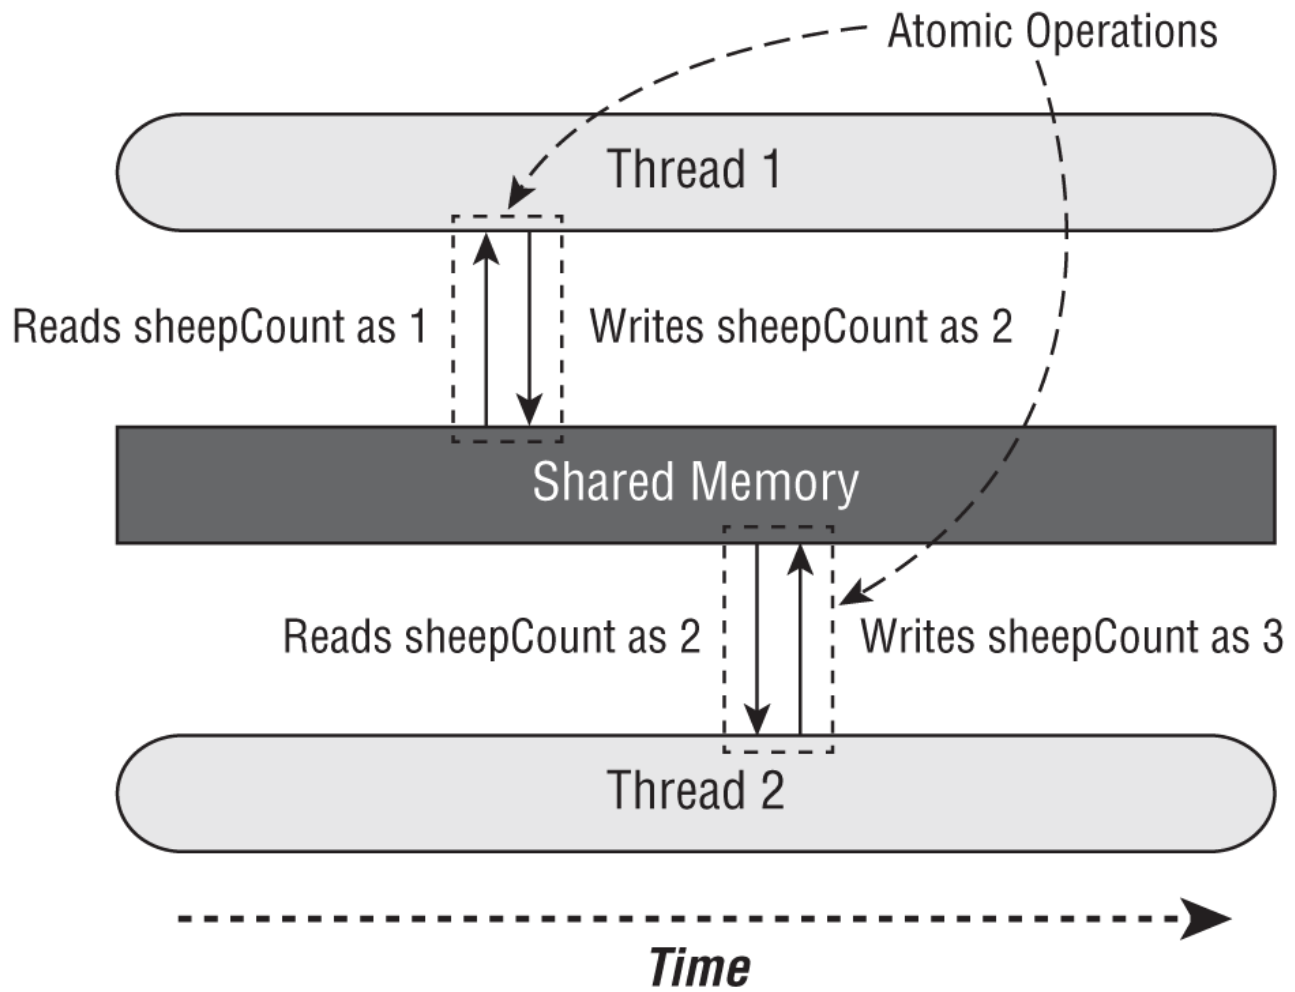 Atomic Operations
Thread 1
Reads sheepCount as 1
Writes sheepCount as 2
Shared Memory
Reads sheepCount as 2
Writes sheepCount as 3
Thread 2
Time